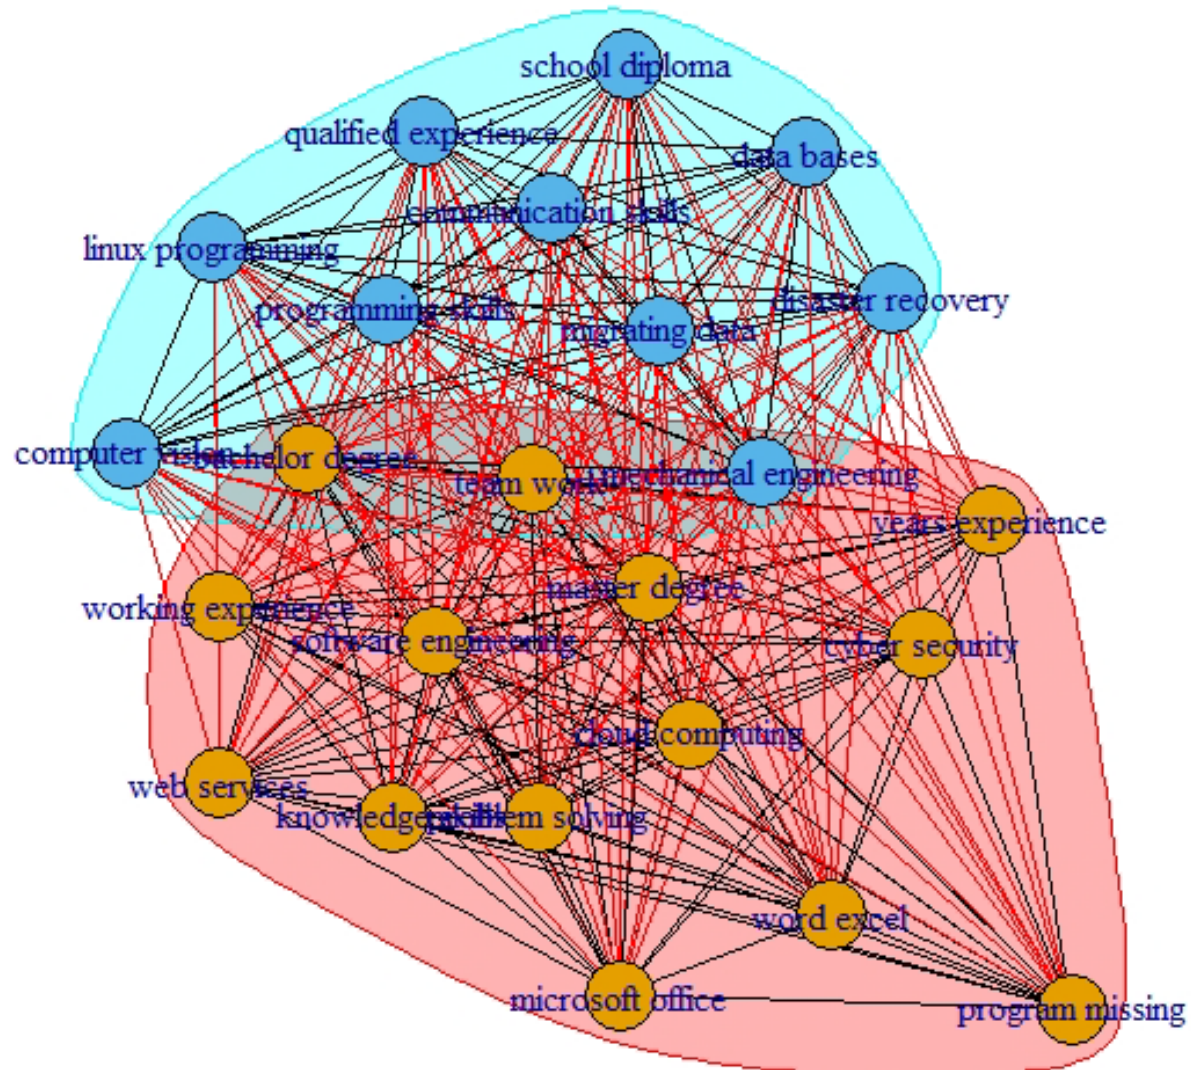 school diploma
qualified experience
data bases
communication skills
linux programming
programming skills
disaster recovery
migrating data
computer vision
bachelor degree
team work
mechanical engineering
years experience
master degree
working experience
software engineering
cyber security
cloud computing
web services
knowledge skills
problem solving
word excel
microsoft office
program missing